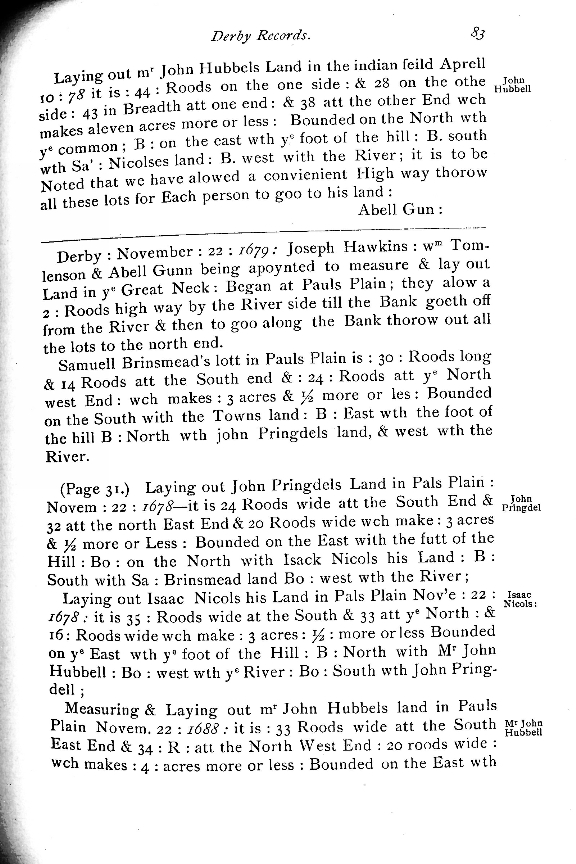 Derby Records. 83
Laying out mʳ John Hubbels Land in the indian feild Aprell
10 : 78 it is : 44 : Roods on the one side : & 28 on the othe
side : 43 in Breadth att one end : & 38 att the other End wch
makes aleven acres more or less : Bounded on the North wth
yᵉ common ; B : on the east wth yᵉ foot of the hill : B. south
wth Sa' : Nicolses land : B. west with the River ; it is to be
Noted that we have alowed a convienient High way thorow
all these lots for Each person to goo to his land :
John
Hubbell
Abell Gun :
Derby : November : 22 : 1679 : Joseph Hawkins : wᵐ Tom-
lenson & Abell Gunn being apoynted to measure & lay out
Land in yᵉ Great Neck : Began at Pauls Plain ; they alow a
2 : Roods high way by the River side till the Bank goeth off
from the River & then to goo along the Bank thorow out all
the lots to the north end.
Samuell Brinsmead's lott in Pauls Plain is : 30 : Roods long
& 14 Roods att the South end & : 24 : Roods att yᵉ North
west End : wch makes : 3 acres & ½ more or les : Bounded
on the South with the Towns land : B : East wth the foot of
the hill B : North wth john Pringdels land, & west wth the
River.
(Page 31.) Laying out John Pringdels Land in Pals Plain :
Novem : 22 : 1678—it is 24 Roods wide att the South End &
32 att the north East End & 20 Roods wide wch make : 3 acres
& ½ more or Less : Bounded on the East with the futt of the
Hill : Bo : on the North with Isack Nicols his Land : B :
South with Sa : Brinsmead land Bo : west wth the River ;
John
Pringdel
Laying out Isaac Nicols his Land in Pals Plain Nov'e : 22 :
1678 : it is 35 : Roods wide at the South & 33 att yᵉ North : &
16 : Roods wide wch make : 3 acres : ½ : more or less Bounded
on yᵉ East wth yᵉ foot of the Hill : B : North with Mʳ John
Hubbell : Bo : west wth yᵉ River : Bo : South wth John Pring-
dell ;
Isaac
Nicols :
Measuring & Laying out mʳ John Hubbels land in Pauls
Plain Novem. 22 : 1688 : it is : 33 Roods wide att the South
East End & 34 : R : att the North West End : 20 roods wide :
wch makes : 4 : acres more or less : Bounded on the East wth
Mʳ John
Hubbell